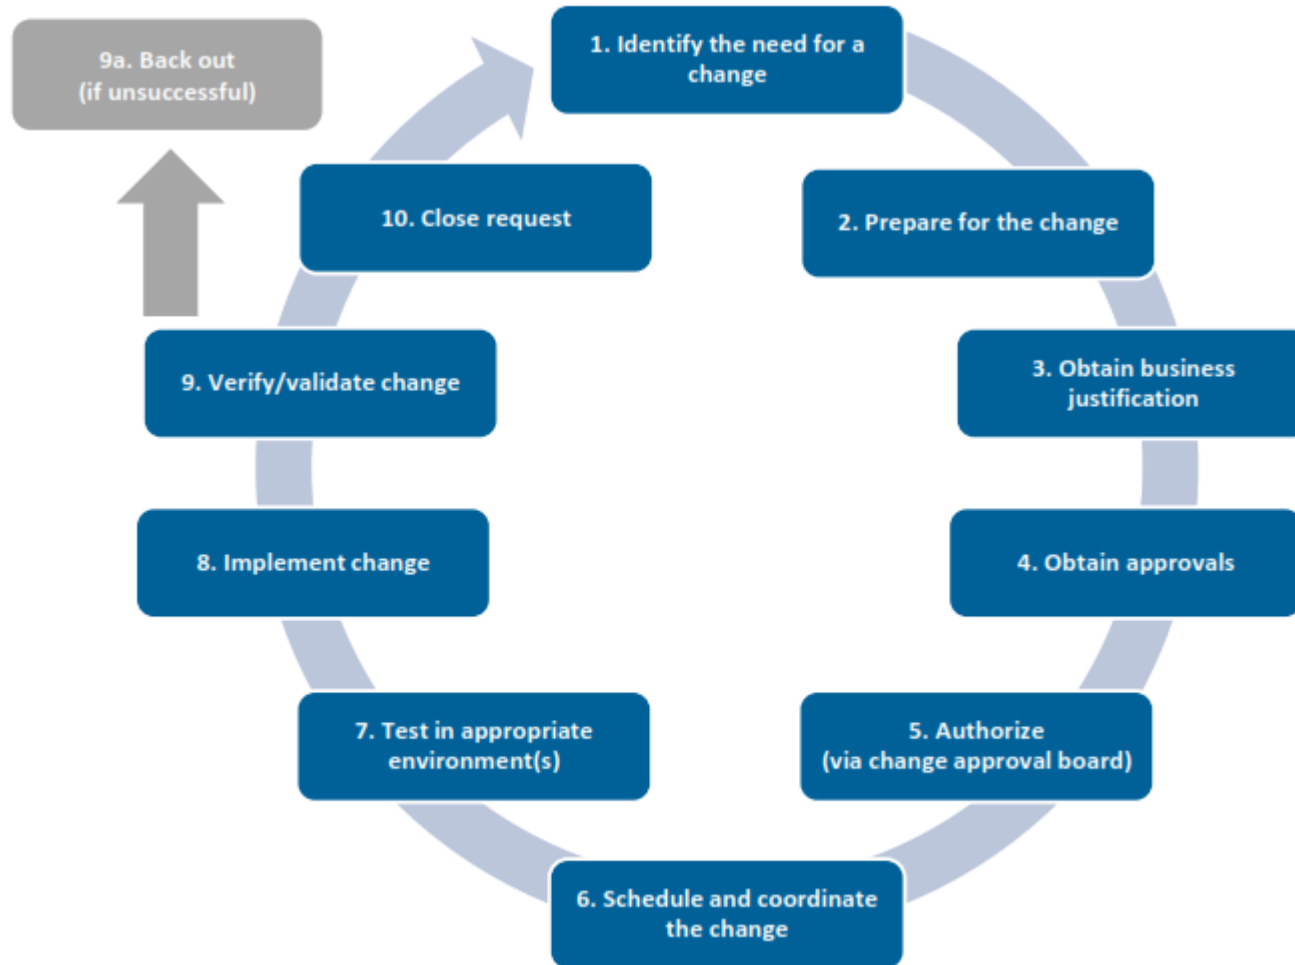 9a. Back out
(if unsuccessful)
1. Identify the need for a
change
2. Prepare for the change
3. Obtain business
justification
4. Obtain approvals
5. Authorize
(via change approval board)
6. Schedule and coordinate
the change
7. Test in appropriate
environment(s)
8. Implement change
9. Verify/validate change
10. Close request